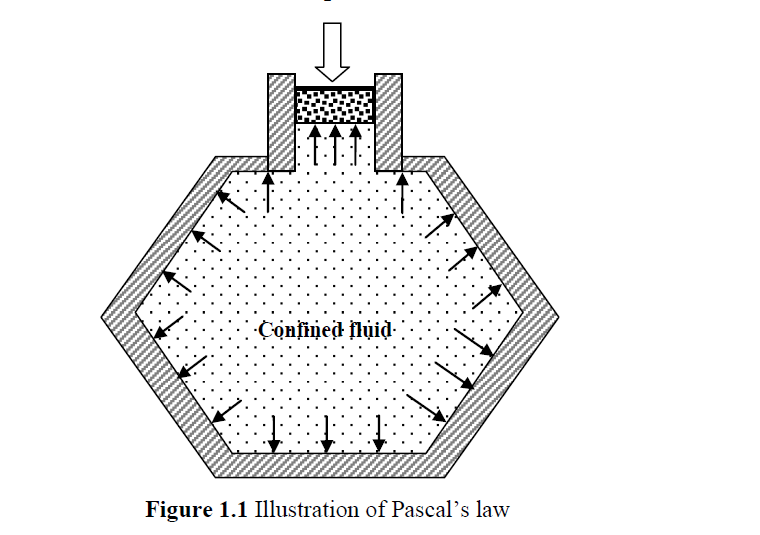 Confined fluid
Figure 1.1 Illustration of Pascal's law